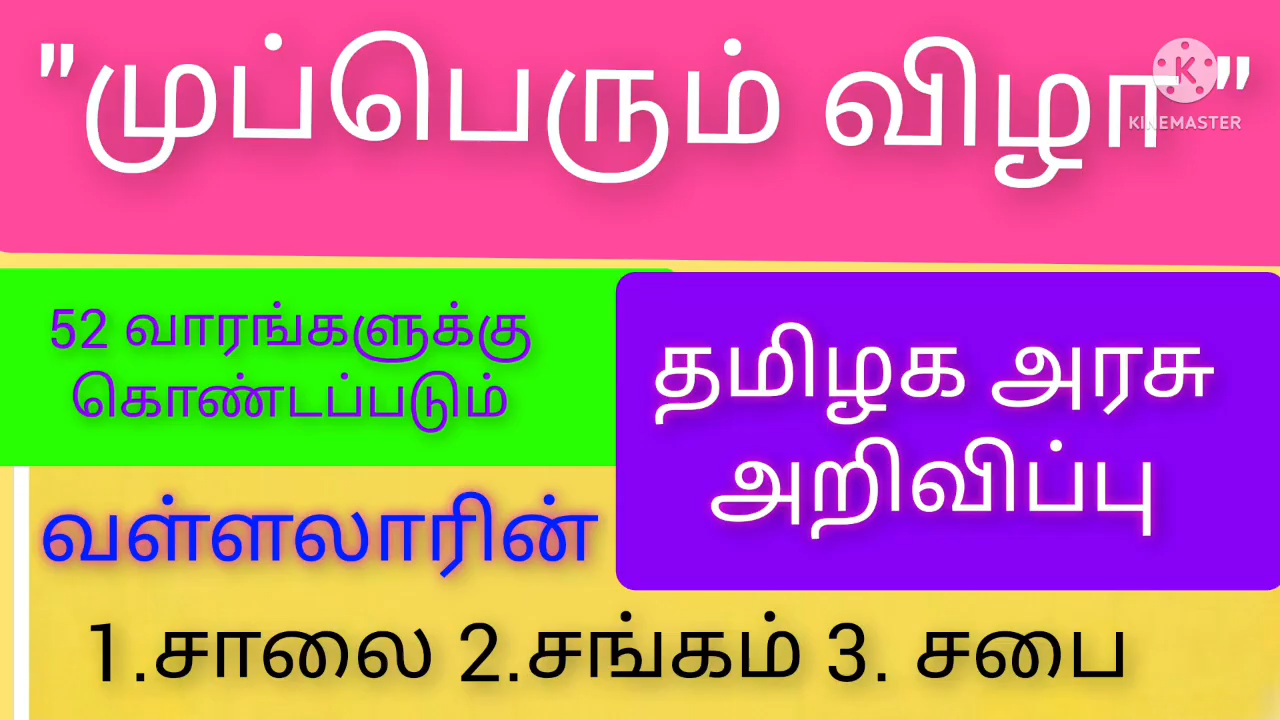 "முப்பெரும் விழா"
KINEMASTER
52 வாரங்களுக்கு
கொண்டப்படும்
தமிழக அரசு
அறிவிப்பு
வள்ளலாரின்
1.சாலை 2.சங்கம் 3. சபை